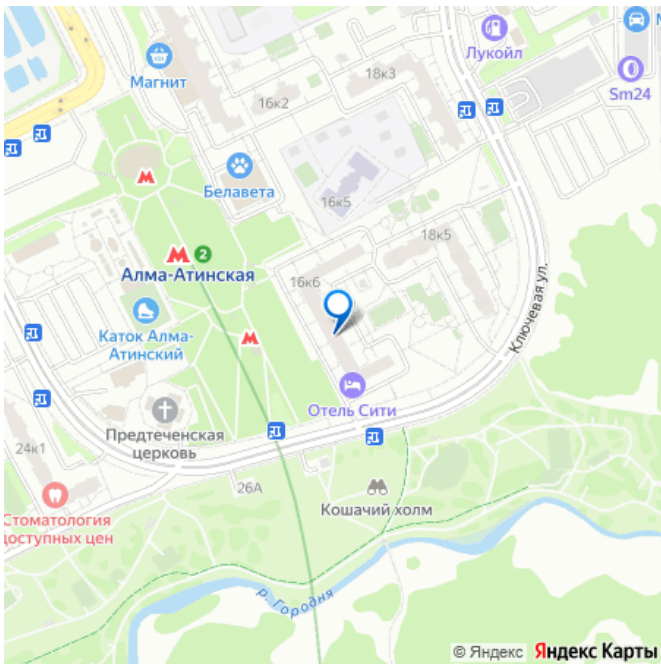 Магнит
16к2
18к3
Лукойл
Sm24
Белавета
16к5
18к5
М
2
Алма-Атинская
16к6
Каток Алма-
Атинский
М
Ключевая ул.
Отель Сити
Предтеченская
церковь
24к1
26А
Кошачий холм
Стоматология
доступных цен
р. Городня
© Яндекс Яндекс Карты